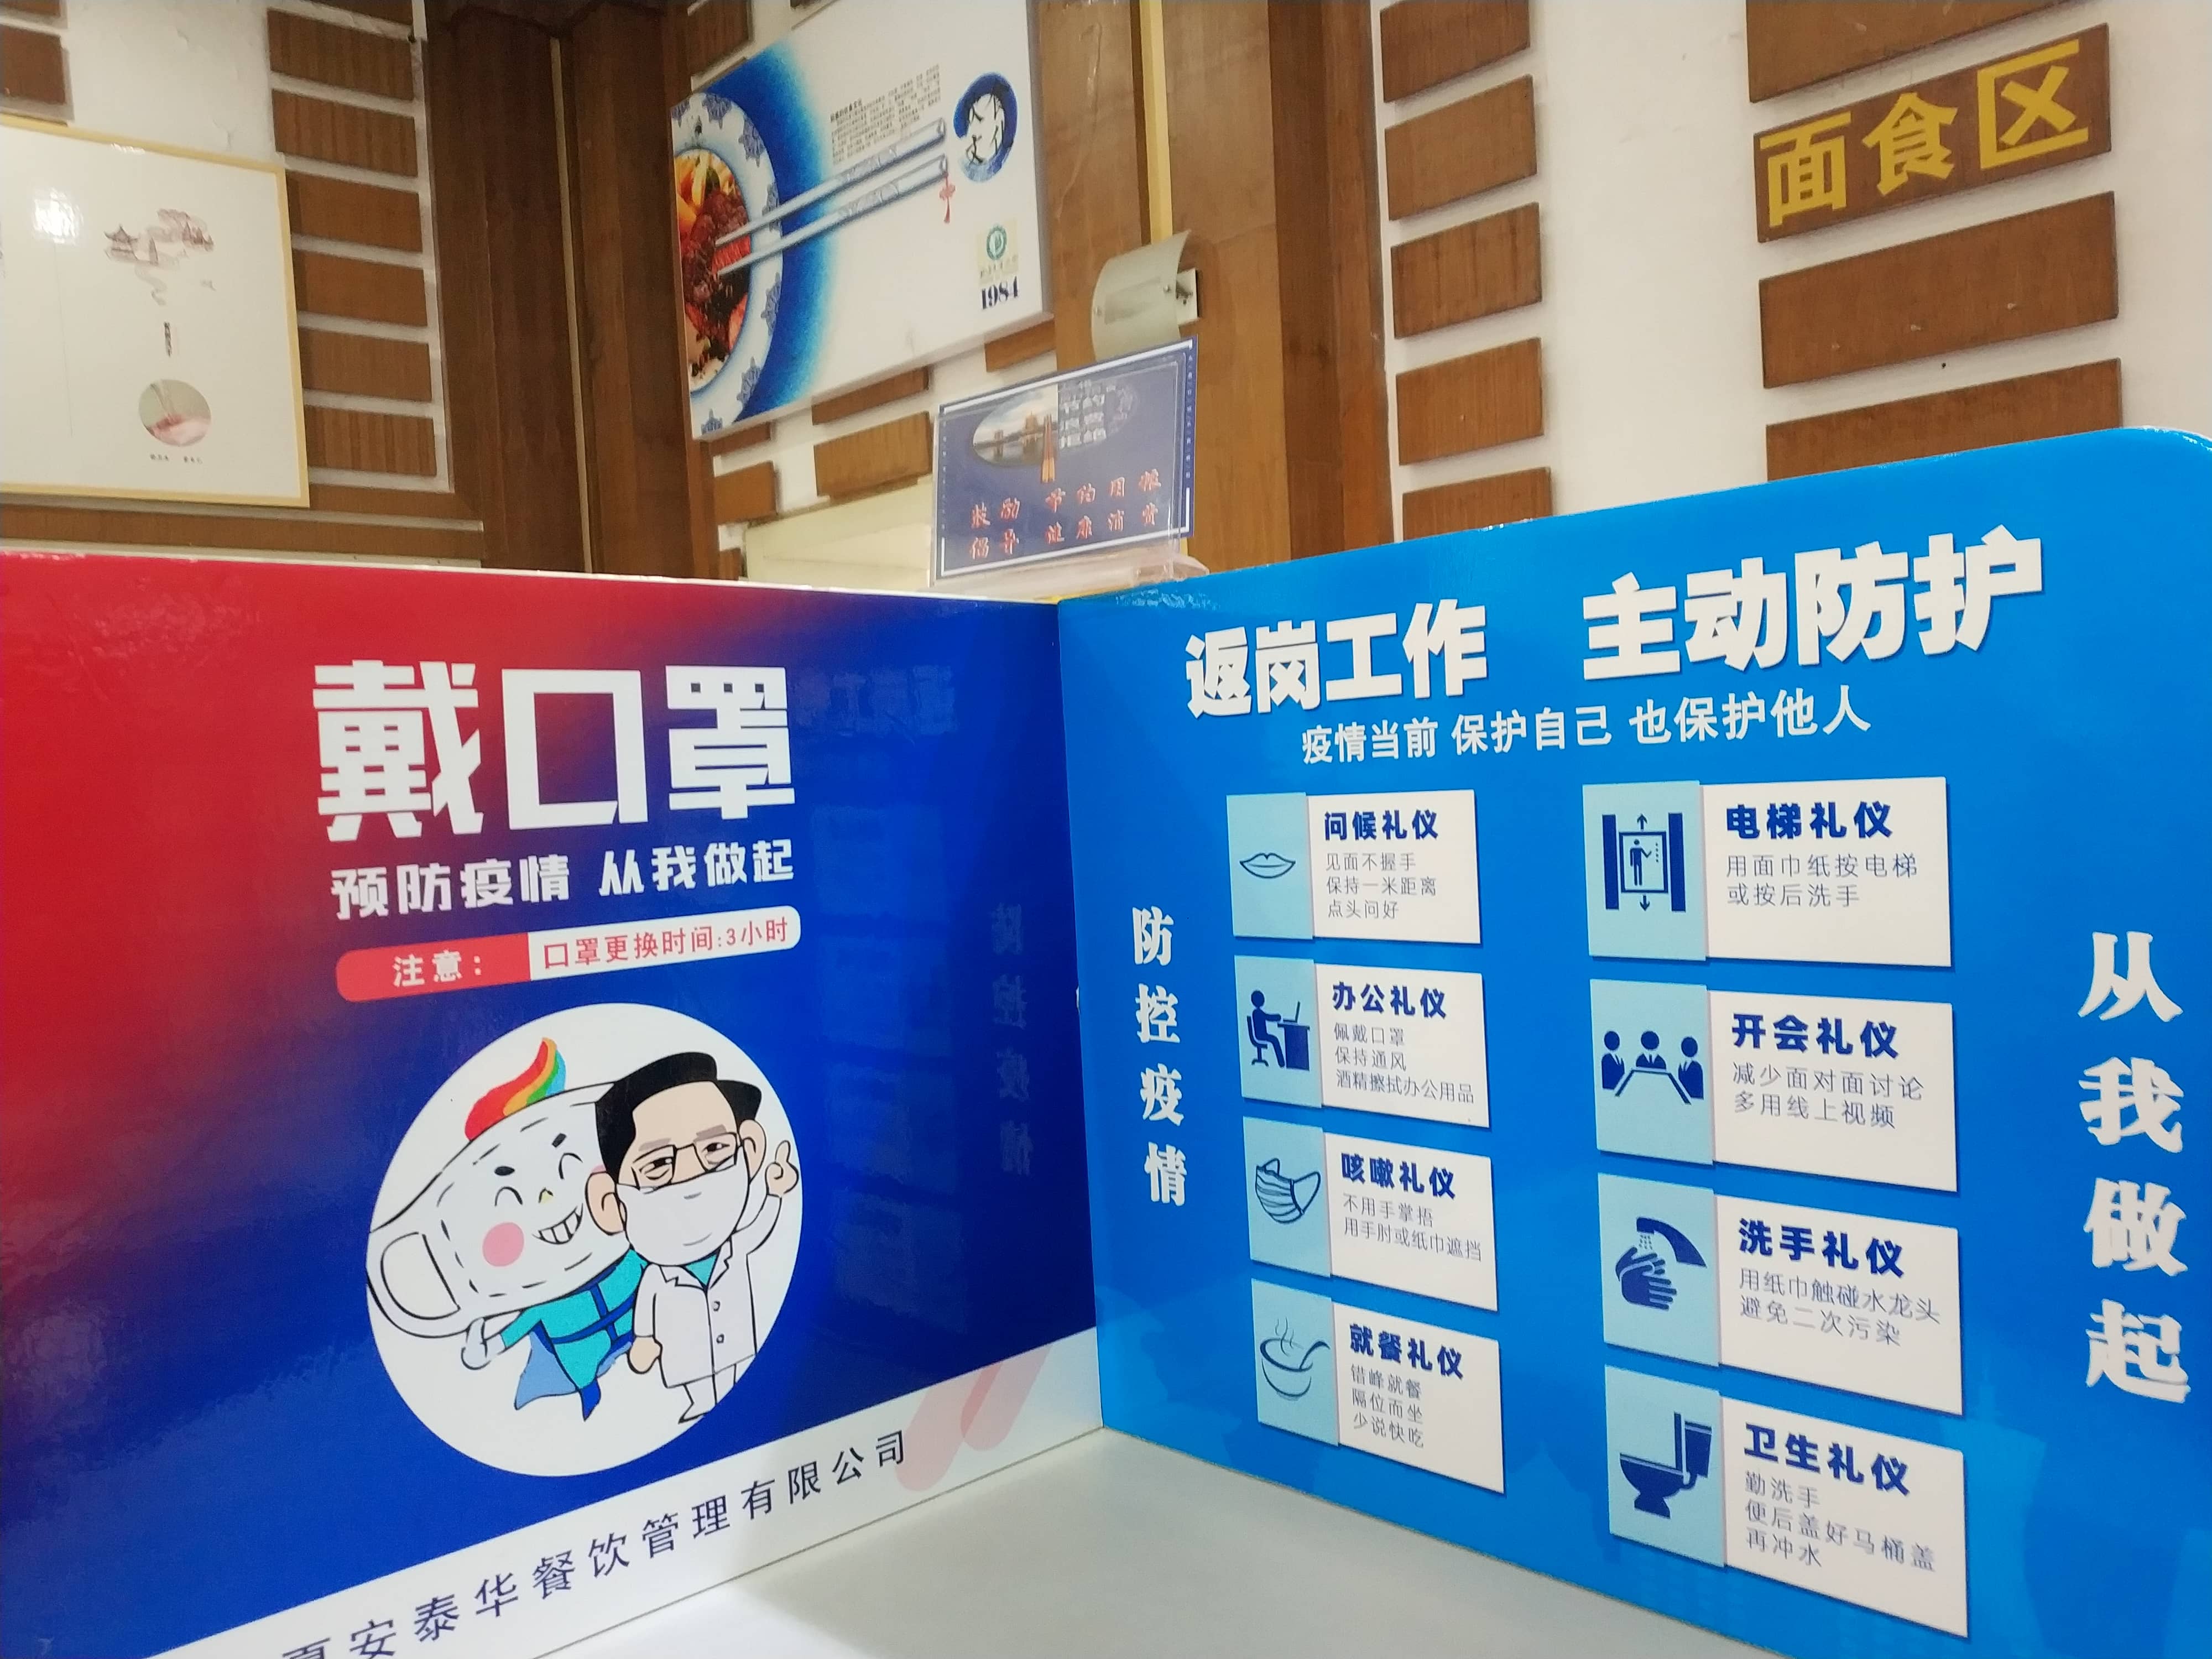 面食区
1984
鼓励 节约用粮
倡导 健康消费
戴口罩
预防疫情 从我做起
注意：
口罩更换时间:3小时
安泰华餐饮管理有限公司
返岗工作 主动防护
疫情当前 保护自己 也保护他人
防控疫情
问候礼仪
见面不握手
保持一米距离
点头问好
办公礼仪
佩戴口罩
保持通风
酒精擦拭办公用品
咳嗽礼仪
不用手掌捂
用手肘或纸巾遮挡
就餐礼仪
错峰就餐
隔位而坐
少说快吃
电梯礼仪
用面巾纸按电梯
或按后洗手
开会礼仪
减少面对面讨论
多用线上视频
洗手礼仪
用纸巾触碰水龙头
避免二次污染
卫生礼仪
勤洗手
便后盖好马桶盖
再冲水
从我做起